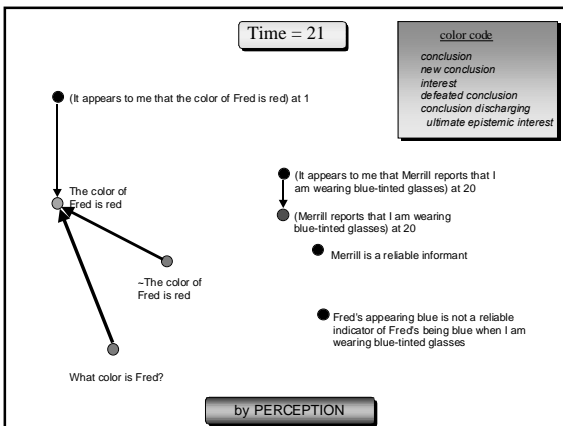 Time = 21
color code
conclusion
new conclusion
interest
defeated conclusion
conclusion discharging
ultimate epistemic interest
(It appears to me that the color of Fred is red) at 1
(It appears to me that Merrill reports that I
am wearing blue-tinted glasses) at 20
The color of
Fred is red
(Merrill reports that I am wearing
blue-tinted glasses) at 20
Merrill is a reliable informant
~The color of
Fred is red
Fred's appearing blue is not a reliable
indicator of Fred's being blue when I am
wearing blue-tinted glasses
What color is Fred?
by PERCEPTION